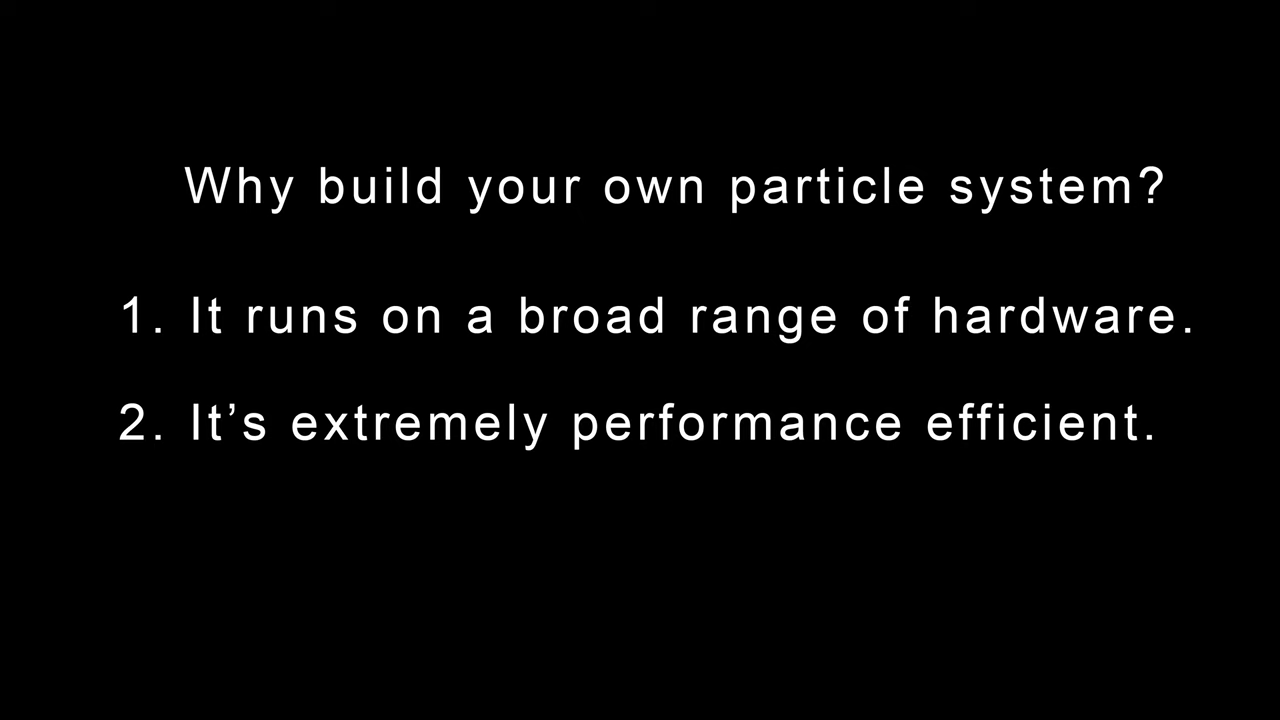 Why build your own particle system?
1. It runs on a broad range of hardware.
2. It’s extremely performance efficient.